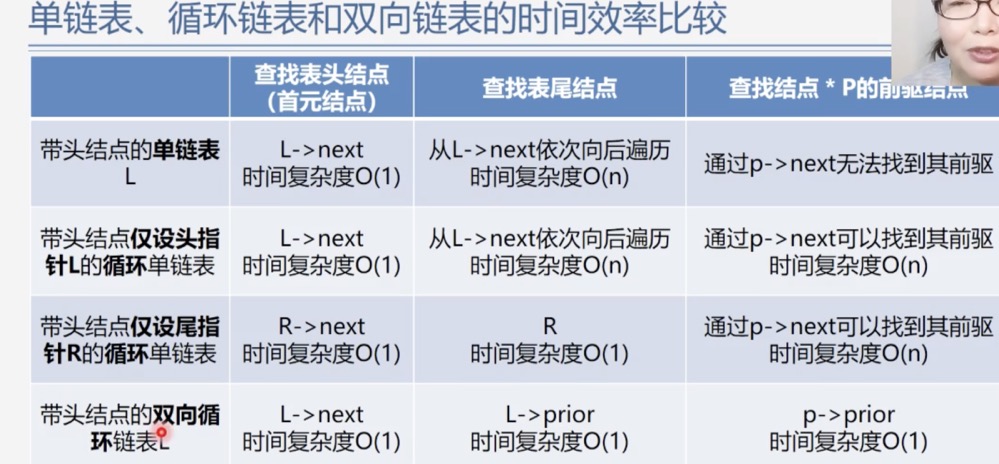 单链表、循环链表和双向链表的时间效率比较
查找表头结点
(首元结点)
查找表尾结点
查找结点 * P的前驱结点
带头结点的单链表
L
L->next
时间复杂度O(1)
从L->next依次向后遍历
时间复杂度O(n)
通过p->next无法找到其前驱
带头结点仅设头指
针L的循环单链表
L->next
时间复杂度O(1)
从L->next依次向后遍历
时间复杂度O(n)
通过p->next可以找到其前驱
时间复杂度O(n)
带头结点仅设尾指
针R的循环单链表
R->next
时间复杂度O(1)
R
时间复杂度O(1)
通过p->next可以找到其前驱
时间复杂度O(n)
带头结点的双向循
环链表L
L->next
时间复杂度O(1)
L->prior
时间复杂度O(1)
p->prior
时间复杂度O(1)